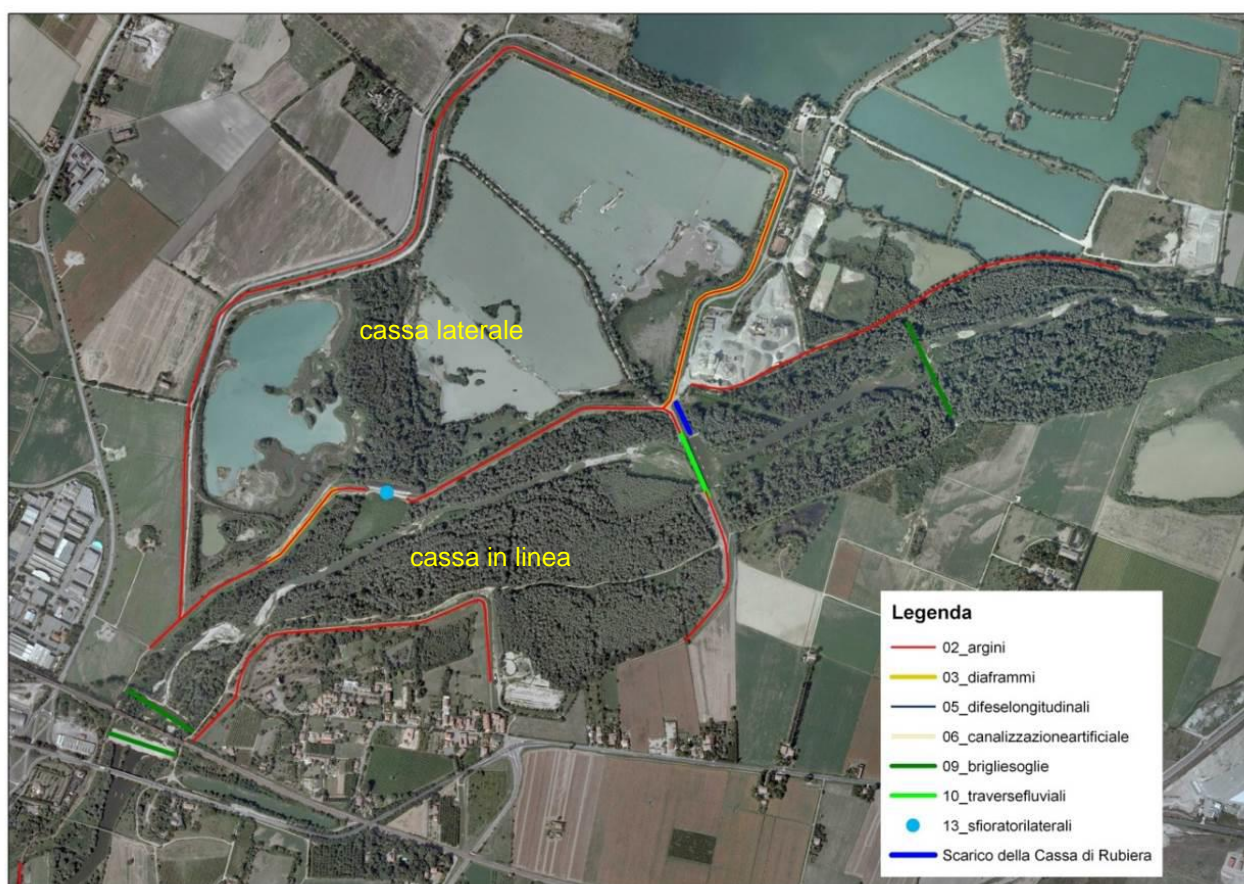 cassa laterale
cassa in linea
Legenda
02_argini
03_diaframmi
05_difeselongitudinali
06_canalizzazioneartificiale
09_brigliesoglie
10_traversefluviali
13_sfioratorilaterali
Scarico della Cassa di Rubiera